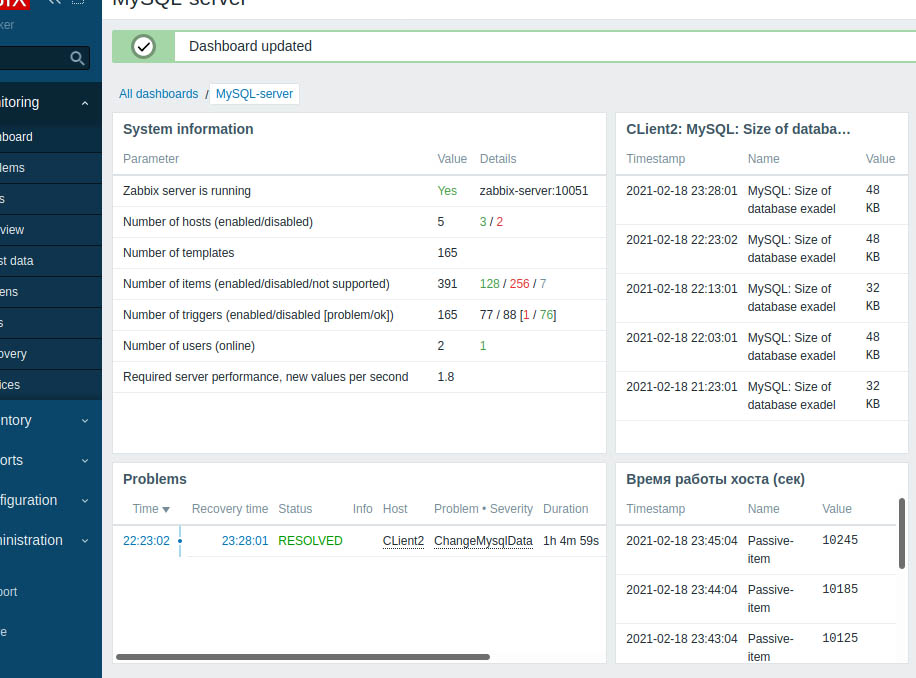 MySQL-server
Dashboard updated
All dashboards / MySQL-server
ker
itoring
board
lems
s
view
st data
ens
s
overy
ices
ntory
orts
figuration
inistration
port
e
System information
Parameter Value Details
Zabbix server is running Yes zabbix-server:10051
Number of hosts (enabled/disabled) 5 3 / 2
Number of templates 165
Number of items (enabled/disabled/not supported) 391 128 / 256 / 7
Number of triggers (enabled/disabled [problem/ok]) 165 77 / 88 [1 / 76]
Number of users (online) 2 1
Required server performance, new values per second 1.8
CLient2: MySQL: Size of databa…
Timestamp Name Value
2021-02-18 23:28:01 MySQL: Size of 48
database exadel KB
2021-02-18 22:23:02 MySQL: Size of 48
database exadel KB
2021-02-18 22:13:01 MySQL: Size of 32
database exadel KB
2021-02-18 22:03:01 MySQL: Size of 48
database exadel KB
2021-02-18 21:23:01 MySQL: Size of 32
database exadel KB
Problems
Time Recovery time Status Info Host Problem • Severity Duration
22:23:02 23:28:01 RESOLVED CLient2 ChangeMysqlData 1h 4m 59s
Время работы хоста (сек)
Timestamp Name Value
2021-02-18 23:45:04 Passive- 10245
item
2021-02-18 23:44:04 Passive- 10185
item
2021-02-18 23:43:04 Passive- 10125
item